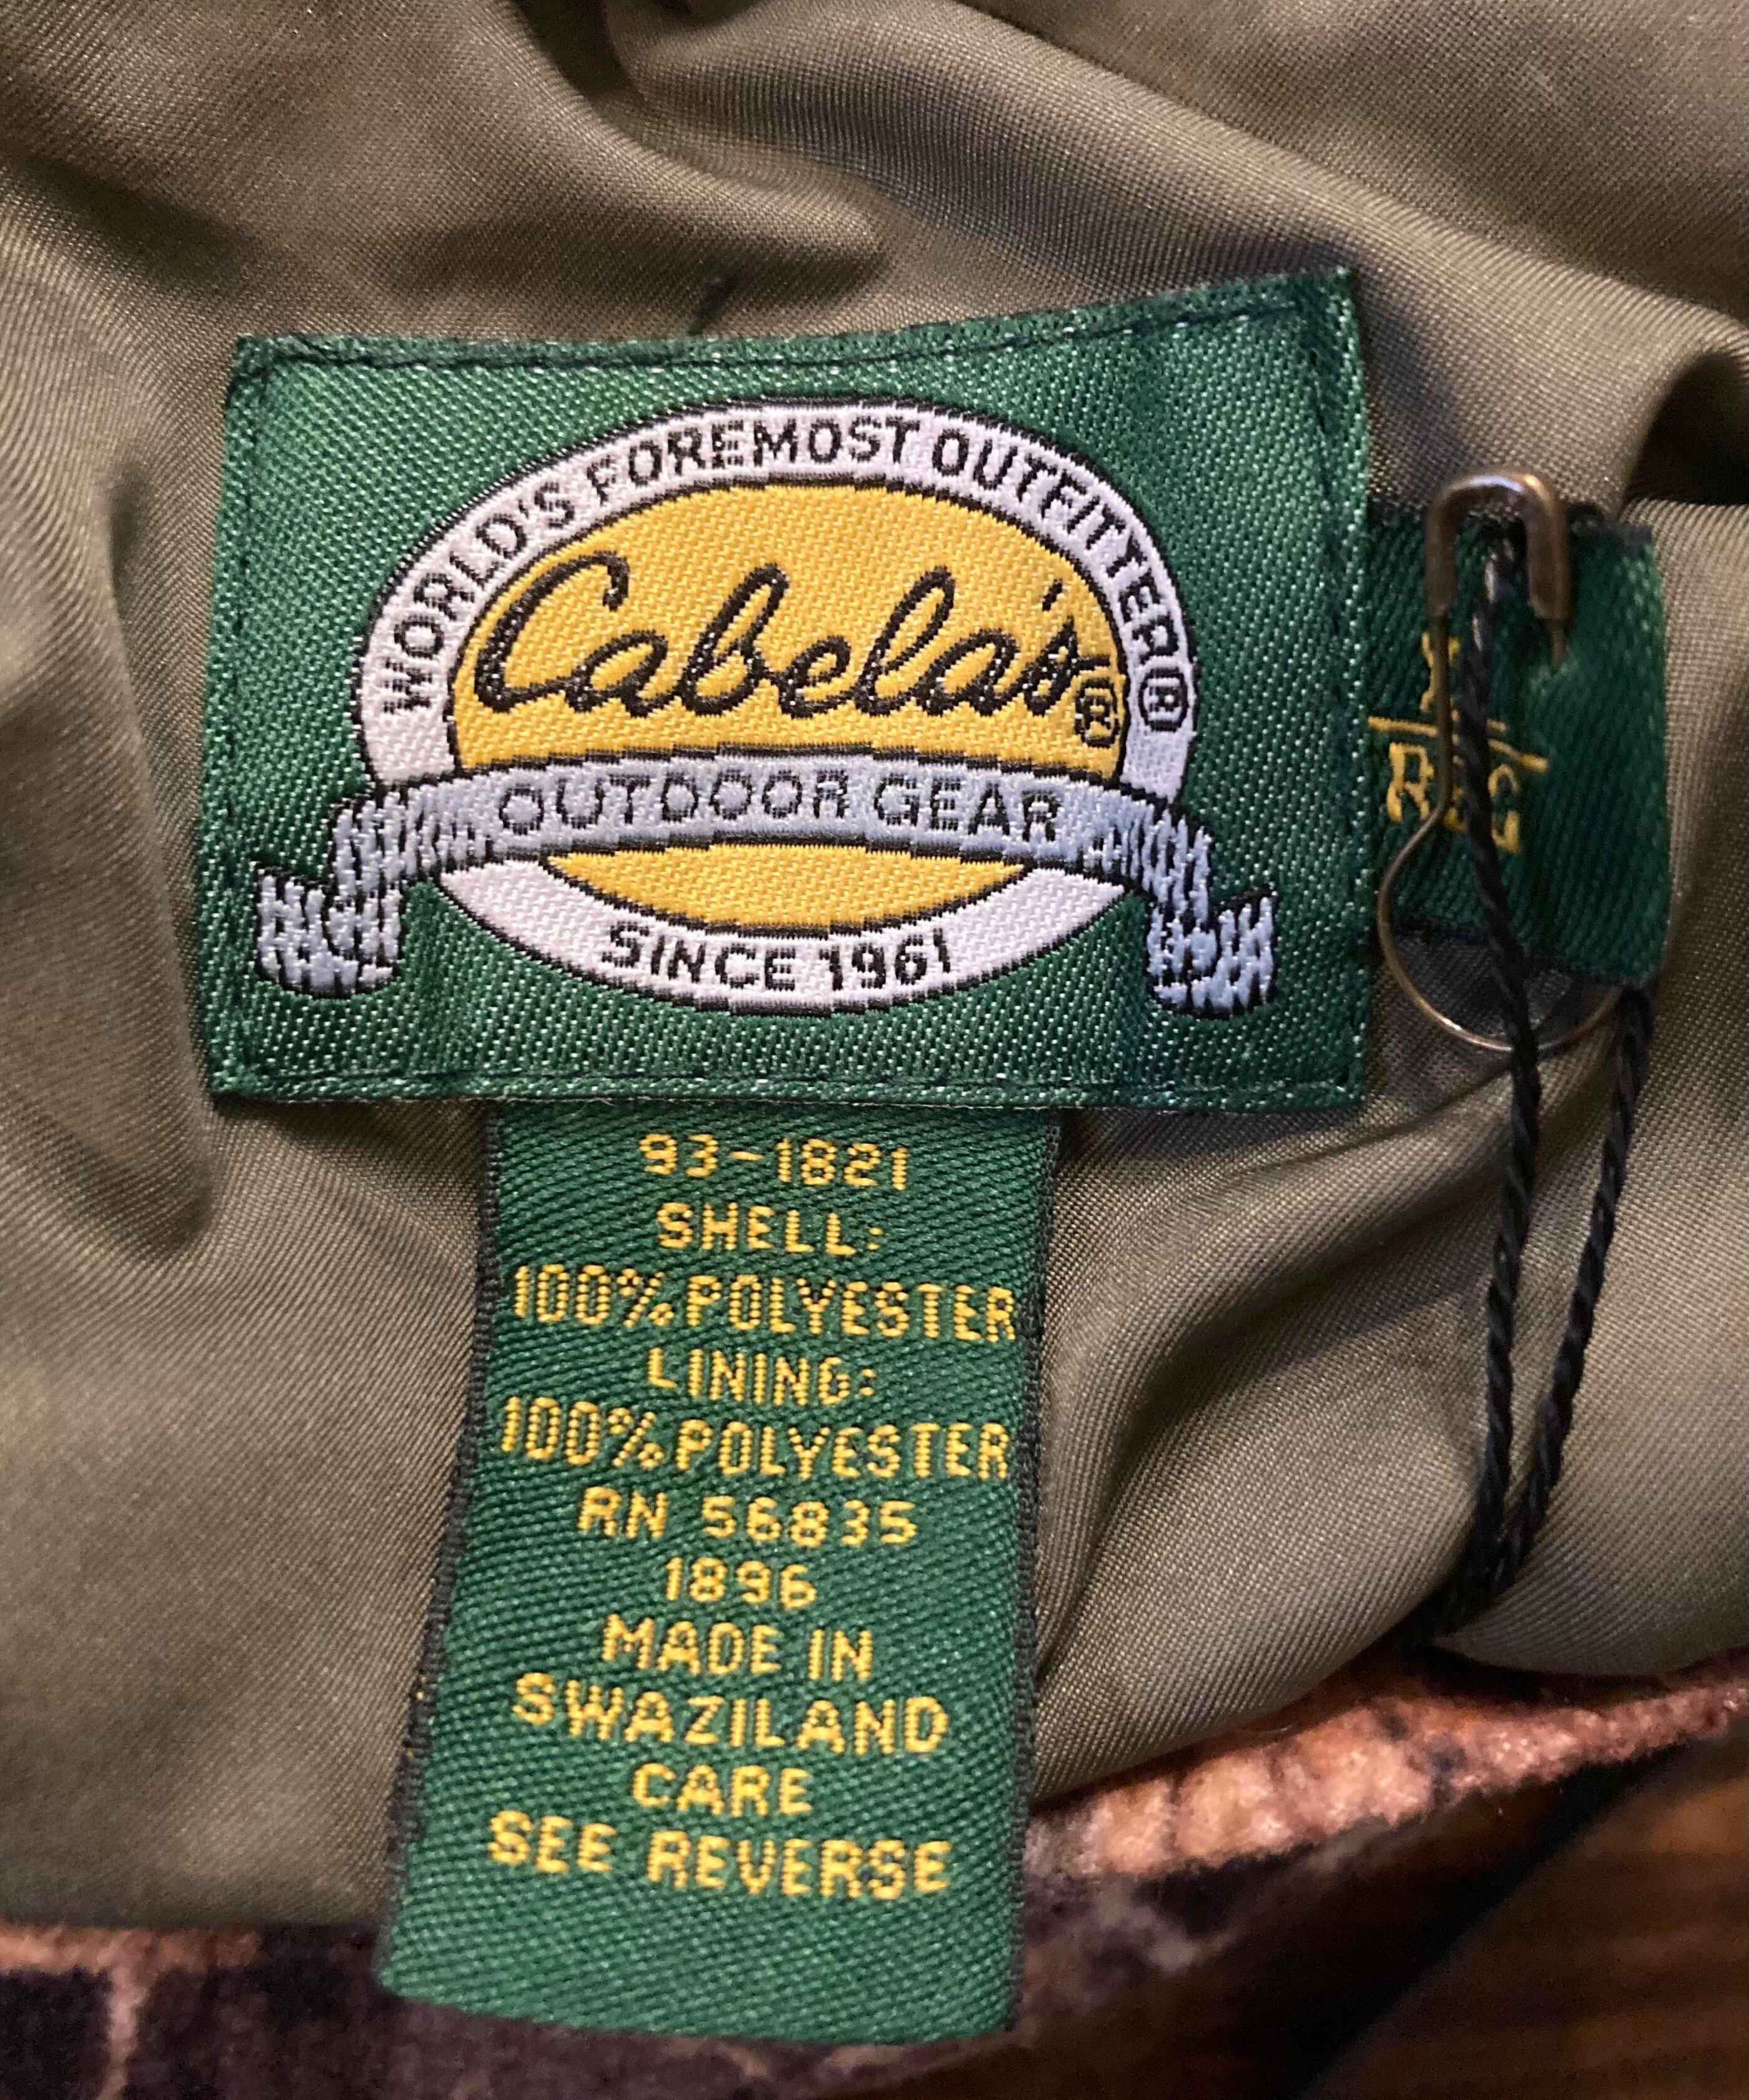 WORLD'S FOREMOST OUTFITTER®
Cabela's®
OUTDOOR GEAR
SINCE 1961
93-1821
SHELL:
100% POLYESTER
LINING:
100% POLYESTER
RN 56835
1896
MADE IN
SWAZILAND
CARE
SEE REVERSE